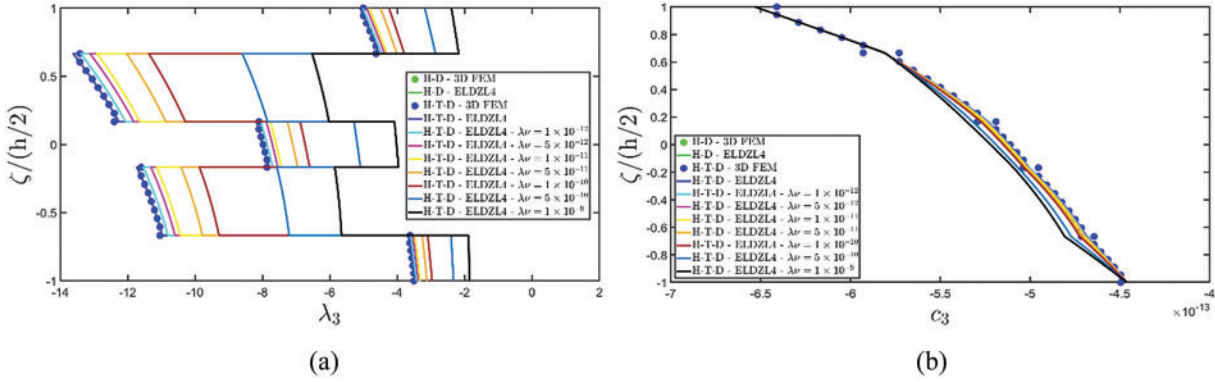 1
0.5
0
-0.5
-1
ζ/(h/2)
-14
-12
-10
-8
-6
-4
-2
0
2
λ₃
H-D - 3D FEM
H-D - ELDZL4
H-T-D - 3D FEM
H-T-D - ELDZL4
H-T-D - ELDZL4 - λν = 1 × 10⁻¹²
H-T-D - ELDZL4 - λν = 5 × 10⁻¹²
H-T-D - ELDZL4 - λν = 1 × 10⁻¹¹
H-T-D - ELDZL4 - λν = 5 × 10⁻¹¹
H-T-D - ELDZL4 - λν = 1 × 10⁻¹⁰
H-T-D - ELDZL4 - λν = 5 × 10⁻¹⁰
H-T-D - ELDZL4 - λν = 1 × 10⁻⁹
(a)
1
0.8
0.6
0.4
0.2
0
-0.2
-0.4
-0.6
-0.8
-1
ζ/(h/2)
-7
-6.5
-6
-5.5
-5
-4.5
-4
×10⁻¹³
c₃
H-D - 3D FEM
H-D - ELDZL4
H-T-D - 3D FEM
H-T-D - ELDZL4
H-T-D - ELDZL4 - λν = 1 × 10⁻¹²
H-T-D - ELDZL4 - λν = 5 × 10⁻¹²
H-T-D - ELDZL4 - λν = 1 × 10⁻¹¹
H-T-D - ELDZL4 - λν = 5 × 10⁻¹¹
H-T-D - ELDZL4 - λν = 1 × 10⁻¹⁰
H-T-D - ELDZL4 - λν = 5 × 10⁻¹⁰
H-T-D - ELDZL4 - λν = 1 × 10⁻⁹
(b)